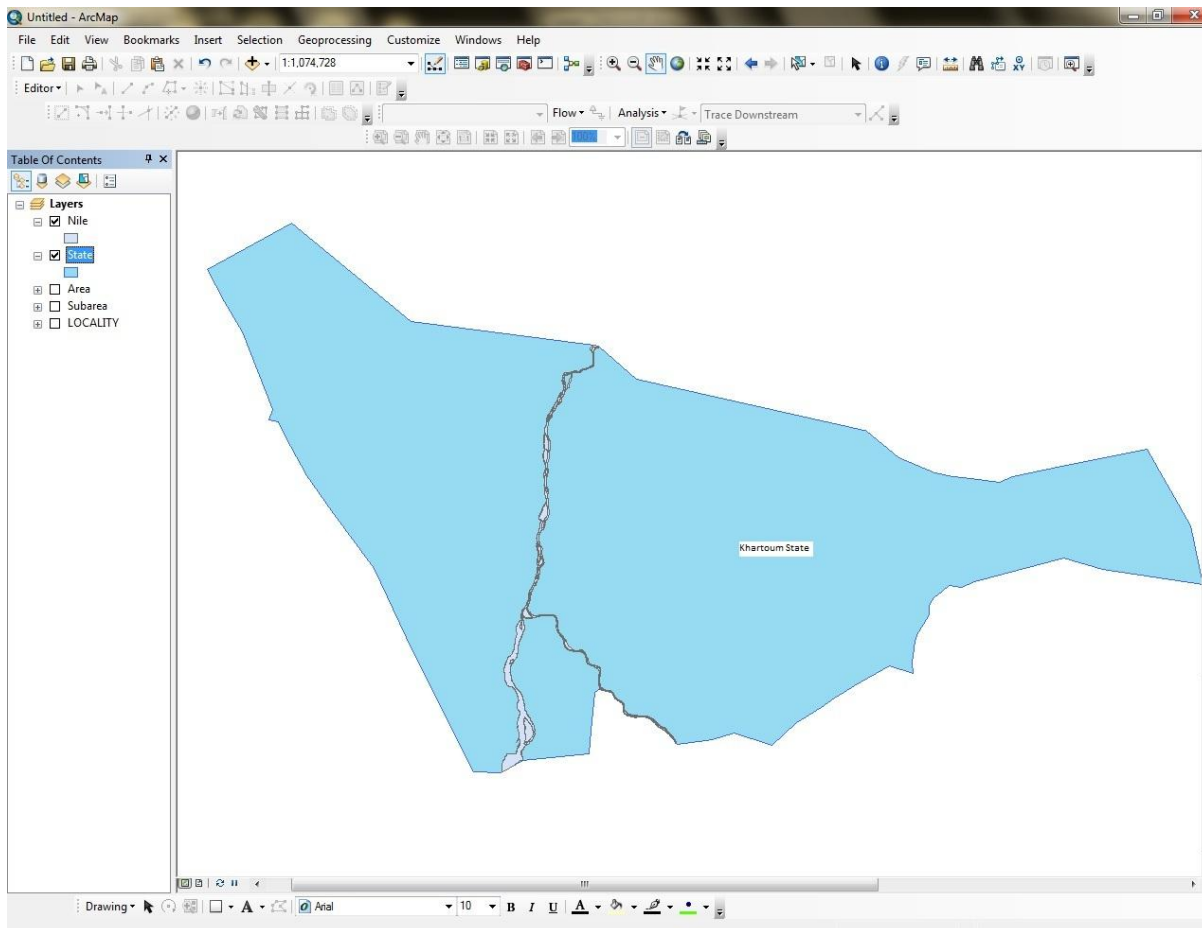 Untitled - ArcMap
File Edit View Bookmarks Insert Selection Geoprocessing Customize Windows Help
1:1,074,728
Editor
Flow Analysis Trace Downstream
100%
Table Of Contents
Layers
Nile
State
Area
Subarea
LOCALITY
Khartoum State
Drawing A Arial 10 B I U A